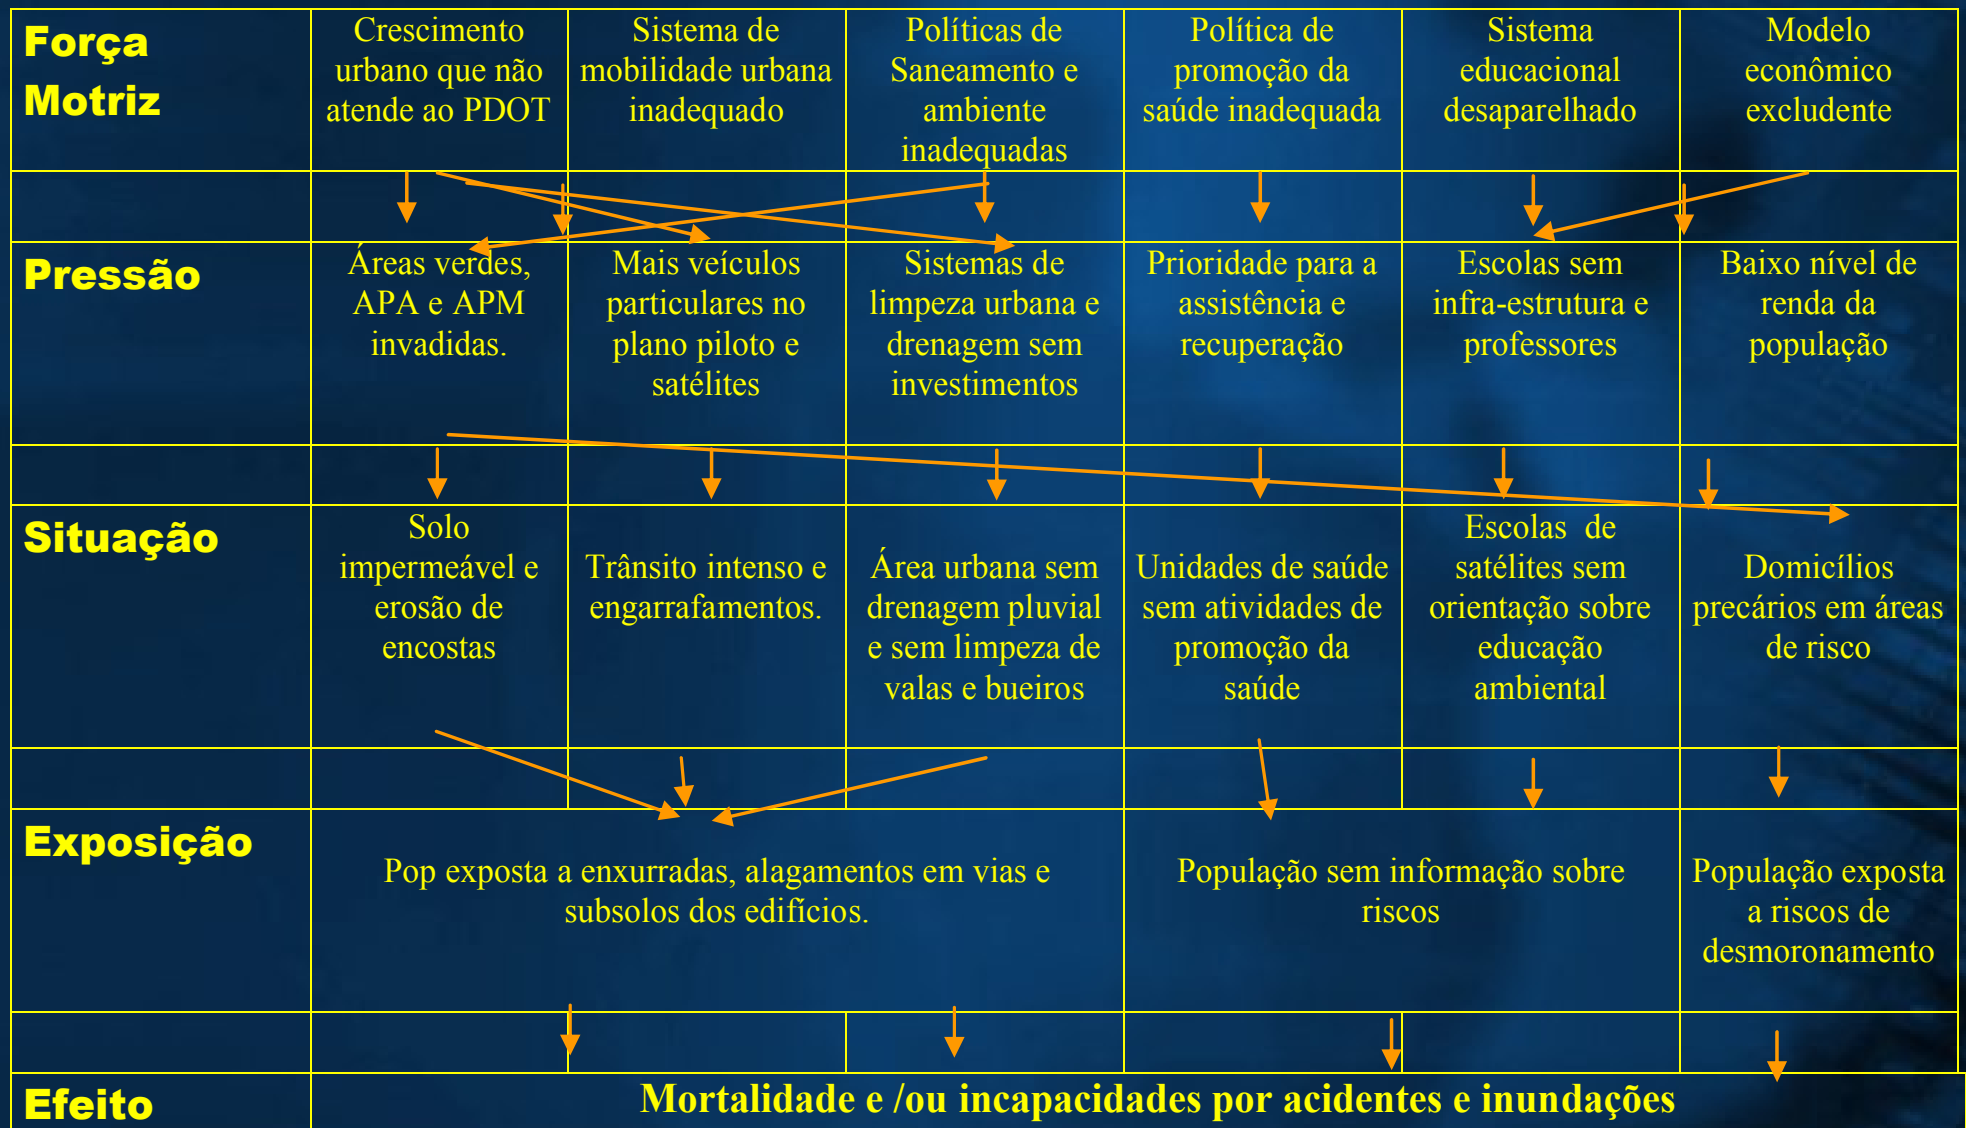 Força
Motriz
Crescimento
urbano que não
atende ao PDOT
Sistema de
mobilidade urbana
inadequado
Políticas de
Saneamento e
ambiente
inadequadas
Política de
promoção da
saúde inadequada
Sistema
educacional
desaparelhado
Modelo
econômico
excludente
Pressão
Áreas verdes,
APA e APM
invadidas.
Mais veículos
particulares no
plano piloto e
satélites
Sistemas de
limpeza urbana e
drenagem sem
investimentos
Prioridade para a
assistência e
recuperação
Escolas sem
infra-estrutura e
professores
Baixo nível de
renda da
população
Situação
Solo
impermeável e
erosão de
encostas
Trânsito intenso e
engarrafamentos.
Área urbana sem
drenagem pluvial
e sem limpeza de
valas e bueiros
Unidades de saúde
sem atividades de
promoção da
saúde
Escolas  de
satélites sem
orientação sobre
educação
ambiental
Domicílios
precários em áreas
de risco
Exposição
Pop exposta a enxurradas, alagamentos em vias e
subsolos dos edifícios.
População sem informação sobre
riscos
População exposta
a riscos de
desmoronamento
Efeito
Mortalidade e /ou incapacidades por acidentes e inundações